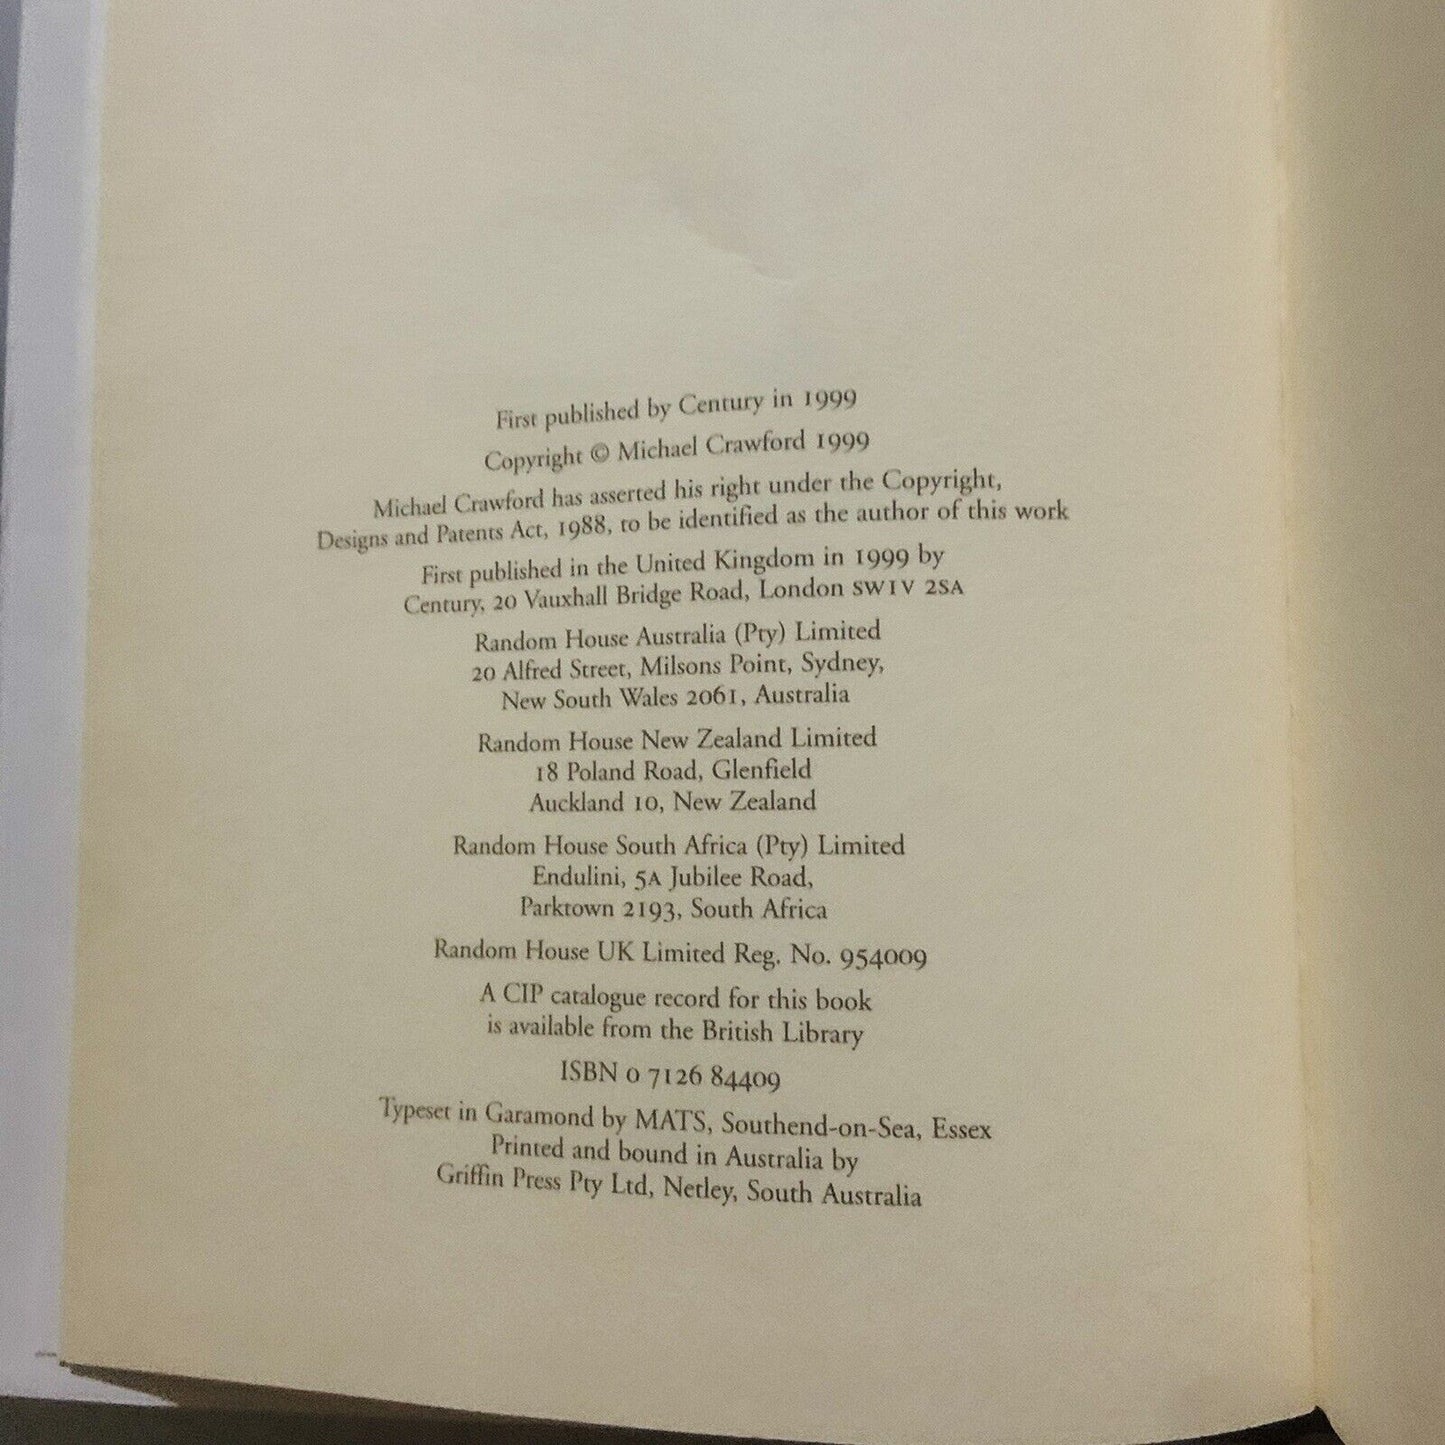 First published by Century in 1999
Copyright © Michael Crawford 1999
Michael Crawford has asserted his right under the Copyright,
Designs and Patents Act, 1988, to be identified as the author of this work
First published in the United Kingdom in 1999 by
Century, 20 Vauxhall Bridge Road, London SW1V 2SA
Random House Australia (Pty) Limited
20 Alfred Street, Milsons Point, Sydney,
New South Wales 2061, Australia
Random House New Zealand Limited
18 Poland Road, Glenfield
Auckland 10, New Zealand
Random House South Africa (Pty) Limited
Endulini, 5A Jubilee Road,
Parktown 2193, South Africa
Random House UK Limited Reg. No. 954009
A CIP catalogue record for this book
is available from the British Library
ISBN 0 7126 84409
Typeset in Garamond by MATS, Southend-on-Sea, Essex
Printed and bound in Australia by
Griffin Press Pty Ltd, Netley, South Australia